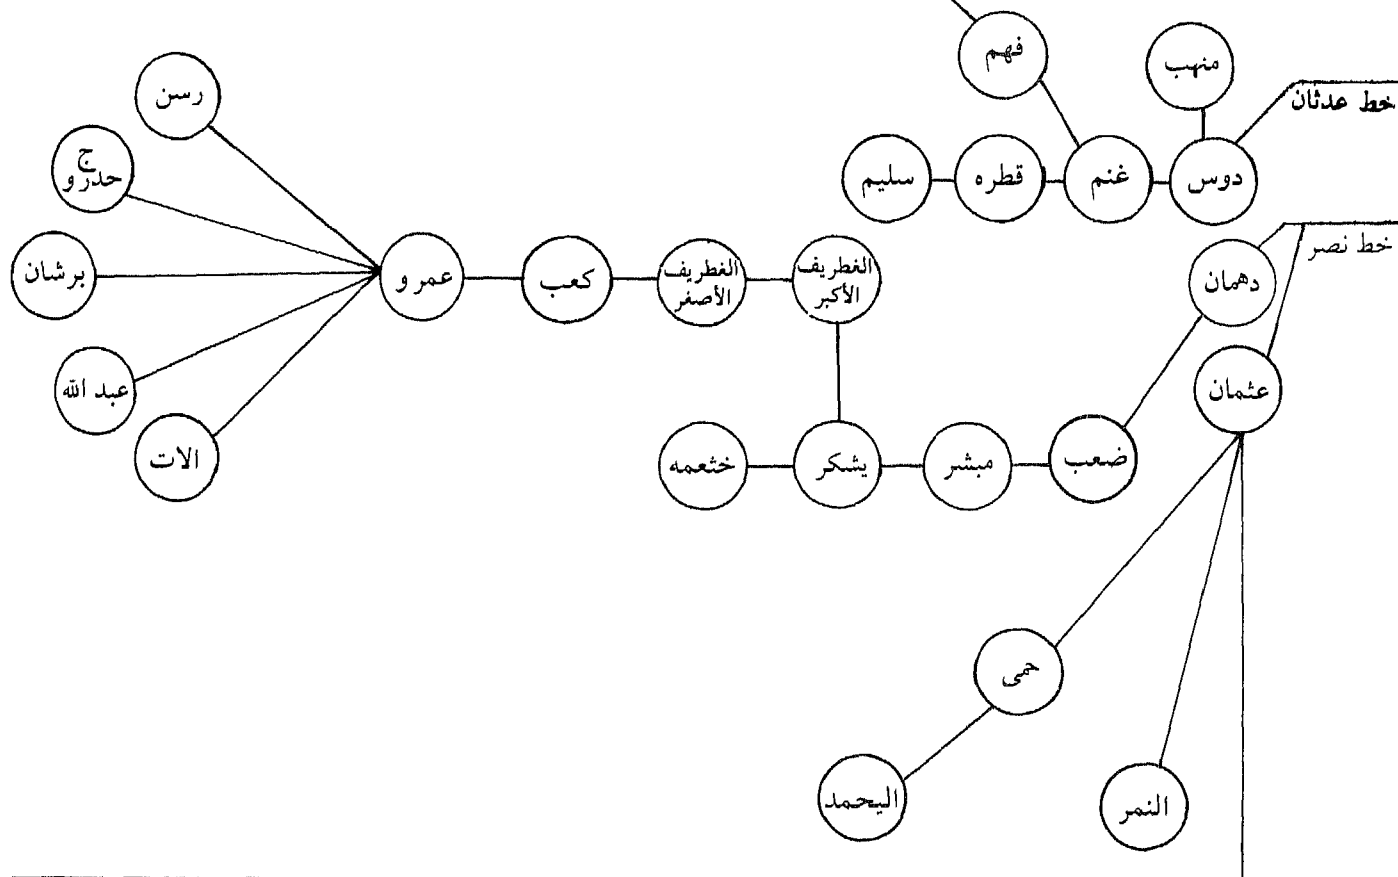 فهم
منهب
خط عدثان
دوس
غنم
قطره
سليم
رسن
ج
حدرو
برشان
عبد الله
الات
عمرو
كعب
الغطريف
الأصغر
الغطريف
الأكبر
خط نصر
دهمان
عثمان
ضعب
مبشر
يشكر
خثعمه
حمى
اليحمد
النمر